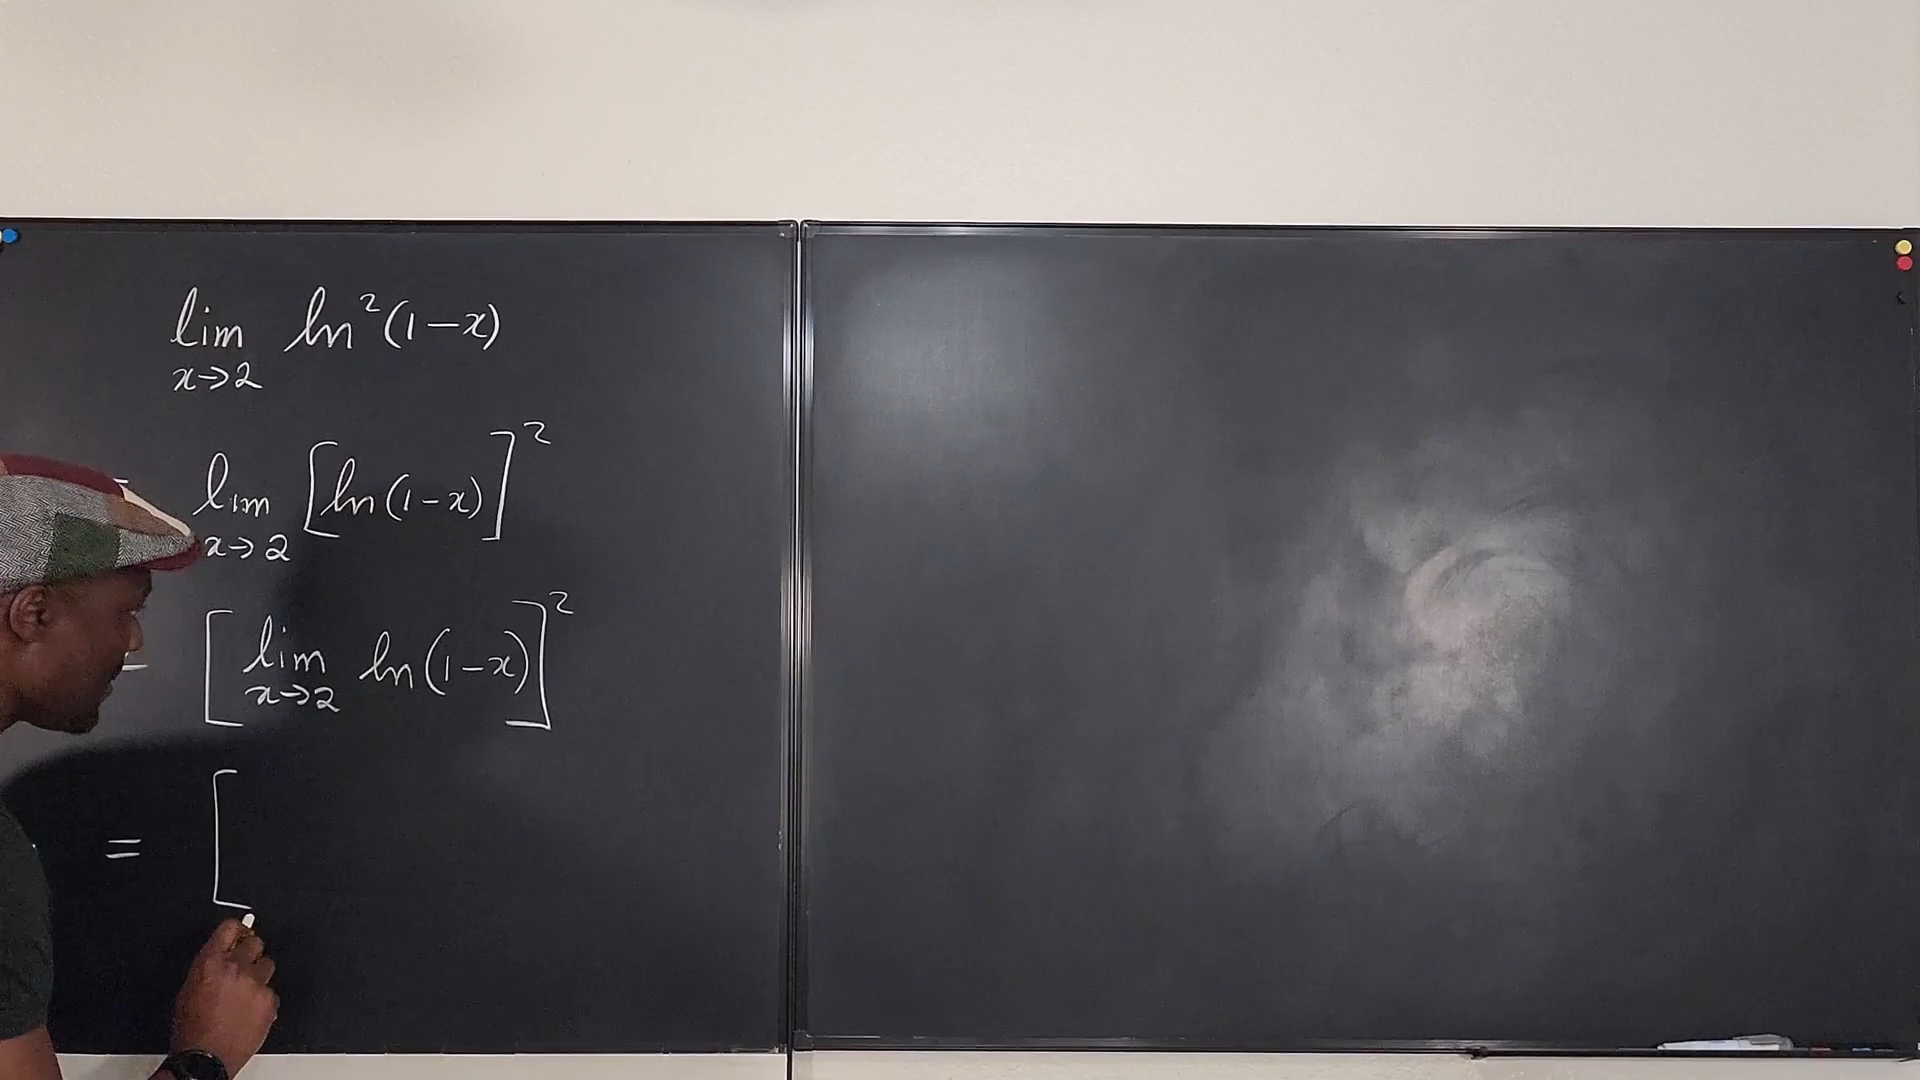 lim ln²(1-x)
x→2
= lim [ln(1-x)]²
x→2
= [lim ln(1-x)]²
x→2
= [